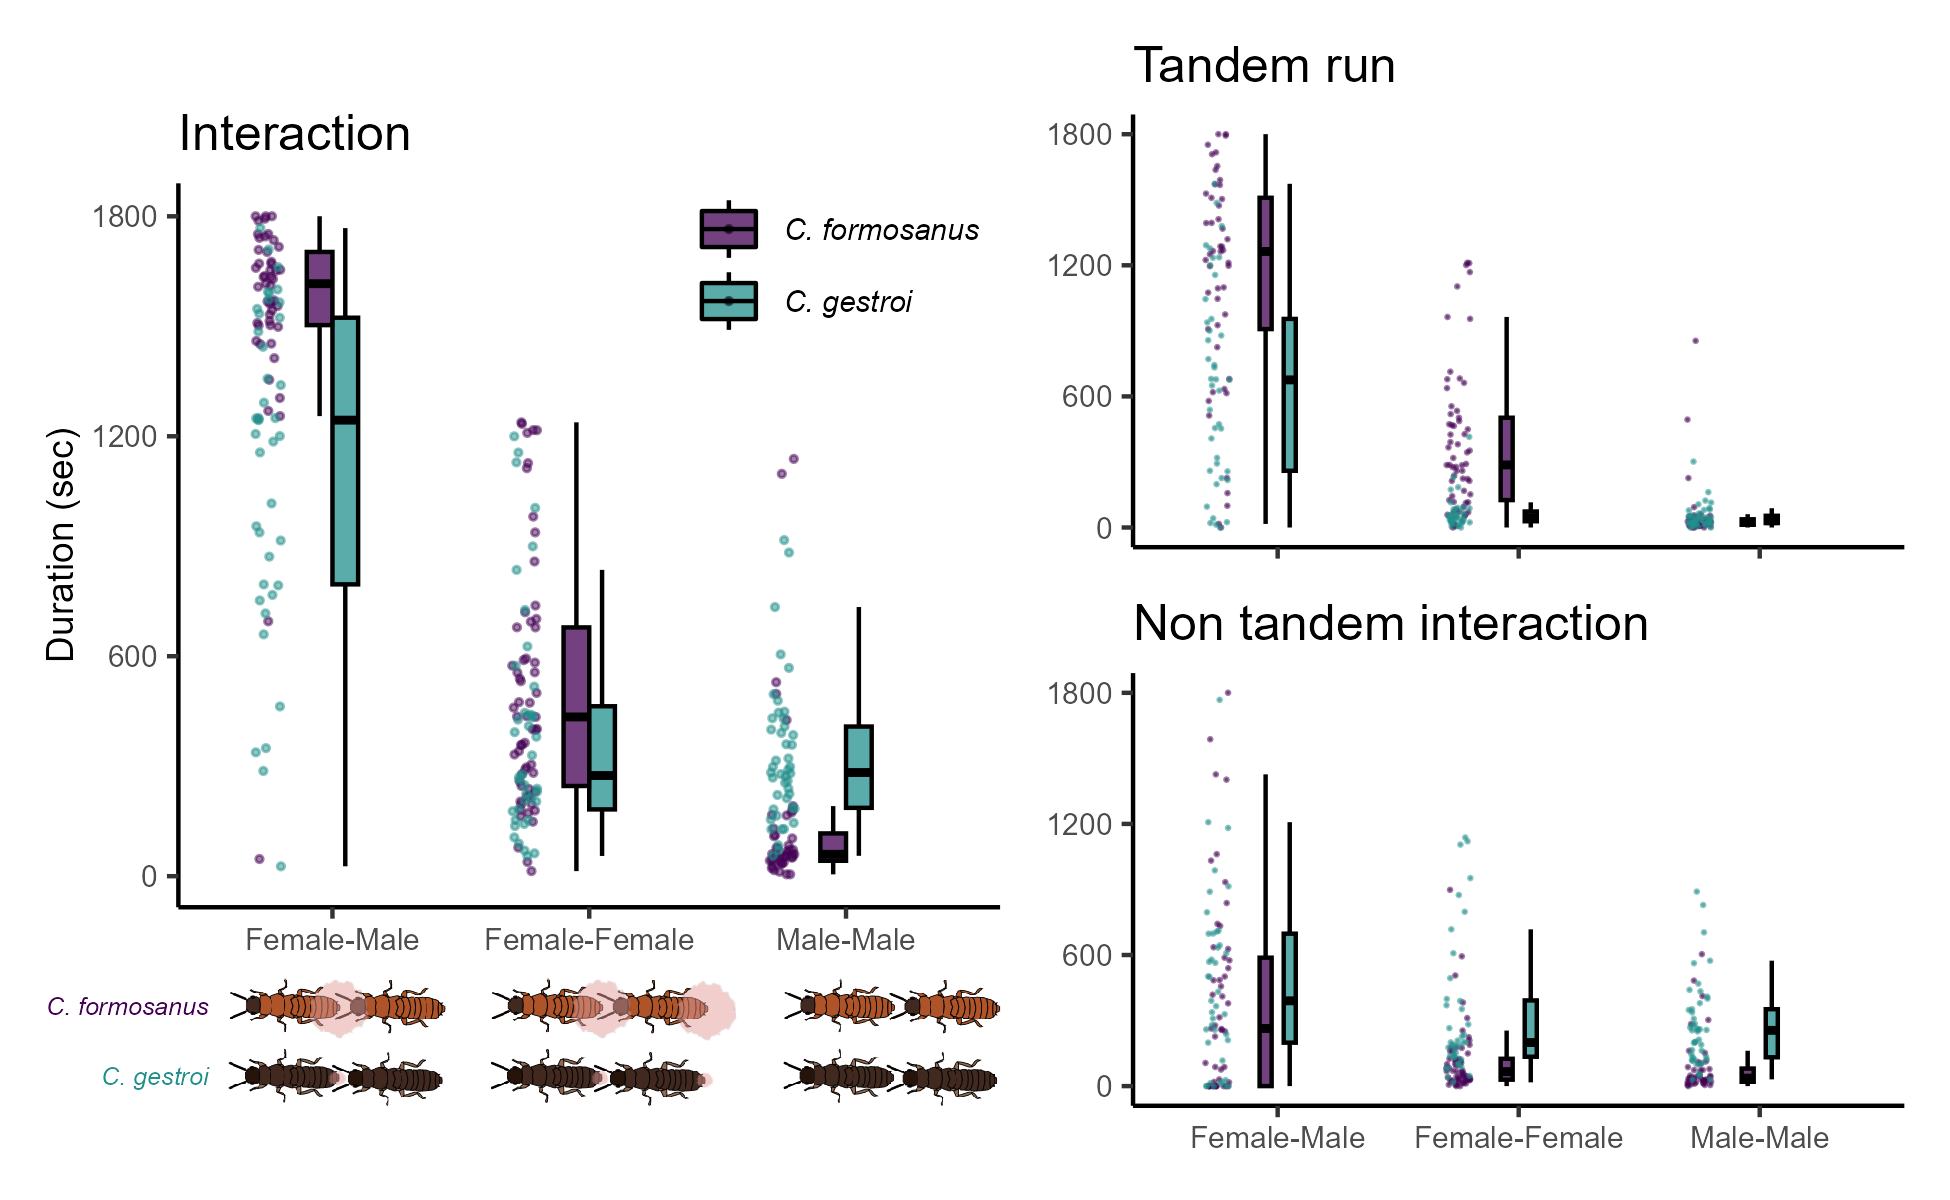 Interaction
Duration (sec)
1800
1200
600
0
C. formosanus
C. gestroi
Female-Male
Female-Female
Male-Male
C. formosanus
C. gestroi
Tandem run
1800
1200
600
0
Non tandem interaction
1800
1200
600
0
Female-Male
Female-Female
Male-Male